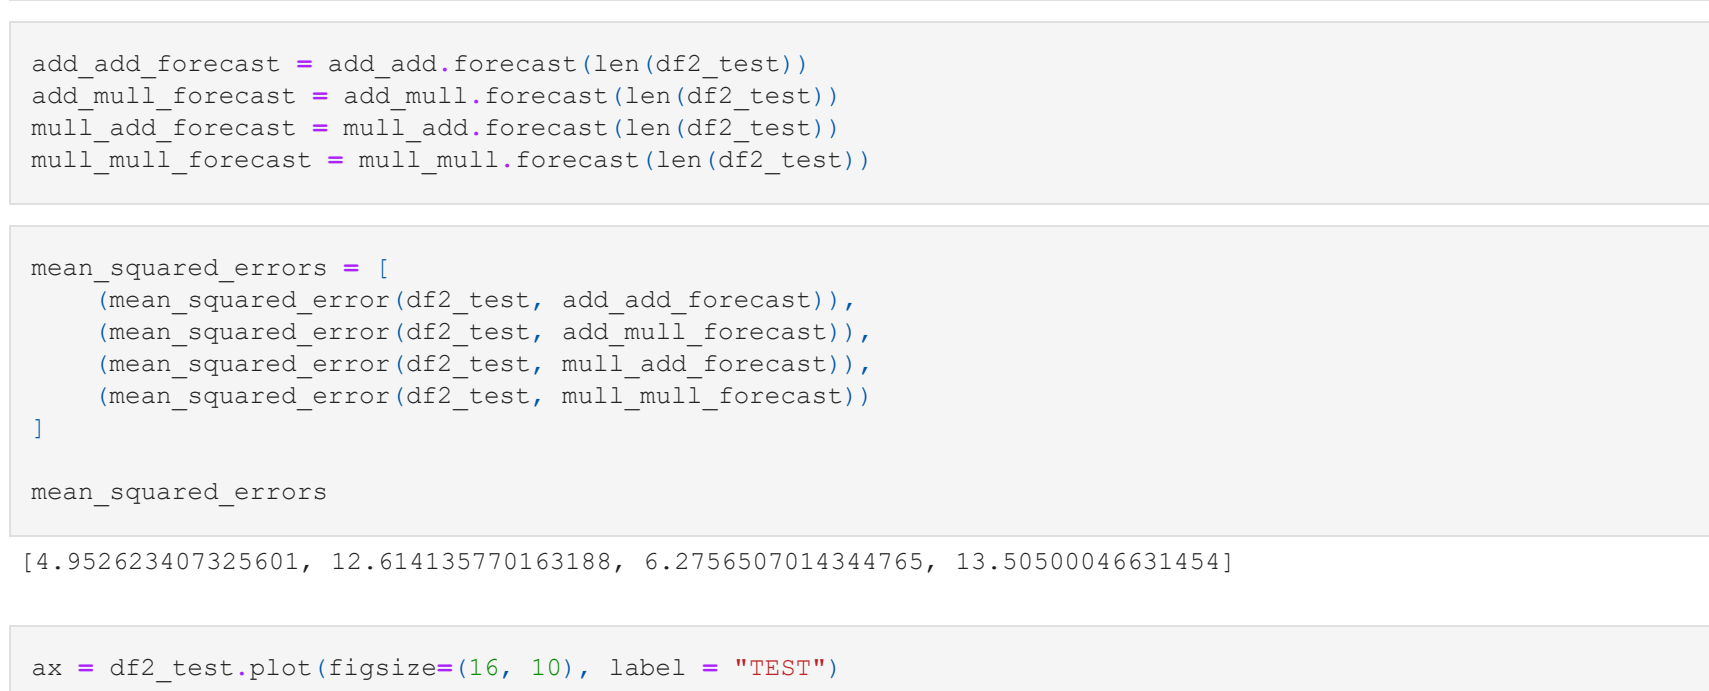 add_add_forecast = add_add.forecast(len(df2_test))
add_mull_forecast = add_mull.forecast(len(df2_test))
mull_add_forecast = mull_add.forecast(len(df2_test))
mull_mull_forecast = mull_mull.forecast(len(df2_test))
mean_squared_errors = [
    (mean_squared_error(df2_test, add_add_forecast)),
    (mean_squared_error(df2_test, add_mull_forecast)),
    (mean_squared_error(df2_test, mull_add_forecast)),
    (mean_squared_error(df2_test, mull_mull_forecast))
]
mean_squared_errors
[4.952623407325601, 12.614135770163188, 6.2756507014344765, 13.50500046631454]
ax = df2_test.plot(figsize=(16, 10), label = "TEST")